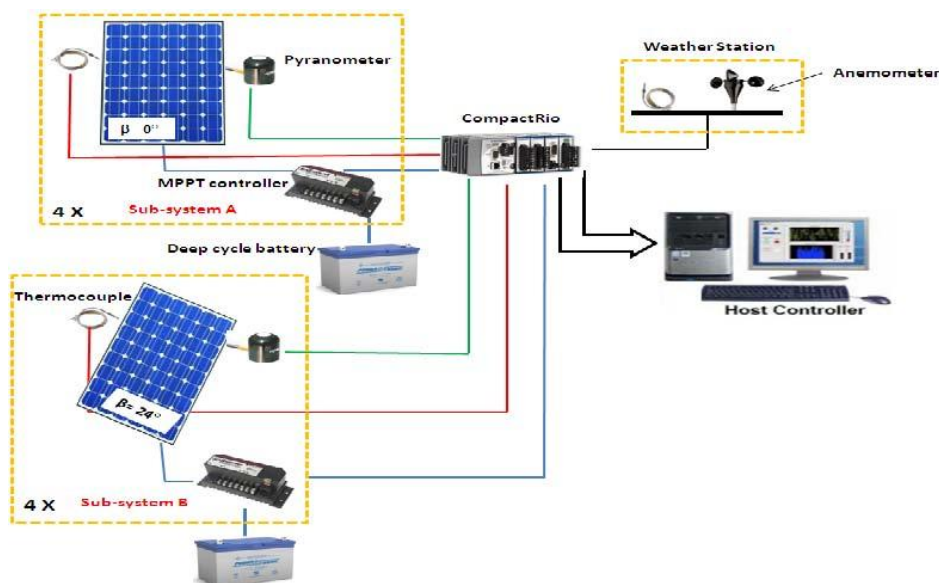 Weather Station
Pyranometer
Anemometer
CompactRio
β 0°
MPPT controller
4 X
Sub-system A
Deep cycle battery
Thermocouple
Host Controller
β= 24°
4 X
Sub-system B